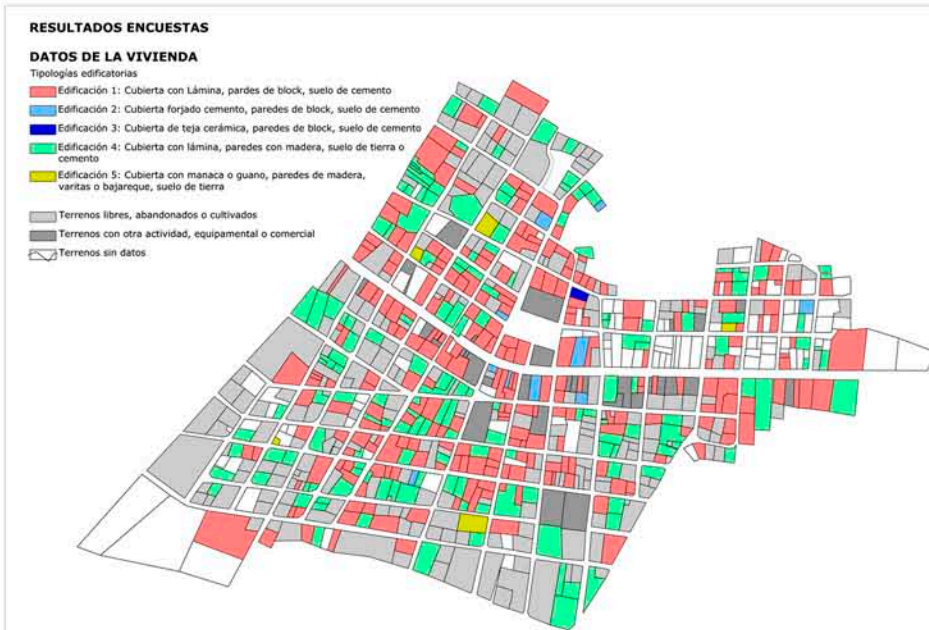 RESULTADOS ENCUESTAS
DATOS DE LA VIVIENDA
Tipologías edificatorias
Edificación 1: Cubierta con Lámina, pardes de block, suelo de cemento
Edificación 2: Cubierta forjado cemento, paredes de block, suelo de cemento
Edificación 3: Cubierta de teja cerámica, paredes de block, suelo de cemento
Edificación 4: Cubierta con lámina, paredes con madera, suelo de tierra o
cemento
Edificación 5: Cubierta con manaca o guano, paredes de madera,
varitas o bajareque, suelo de tierra
Terrenos libres, abandonados o cultivados
Terrenos con otra actividad, equipamental o comercial
Terrenos sin datos